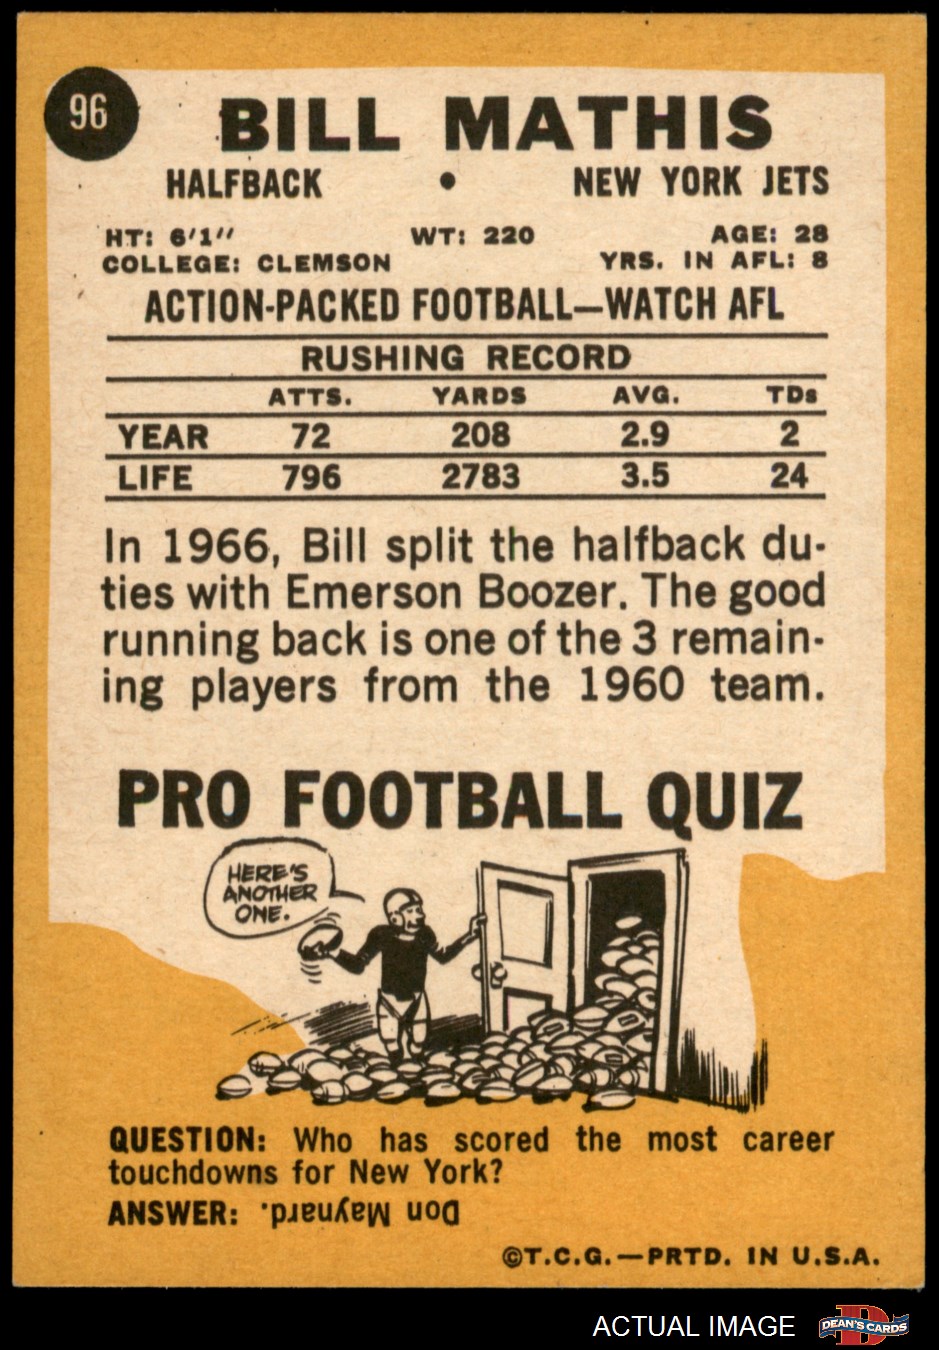 96
BILL MATHIS
HALFBACK • NEW YORK JETS
HT: 6'1" WT: 220 AGE: 28
COLLEGE: CLEMSON YRS. IN AFL: 8
ACTION-PACKED FOOTBALL—WATCH AFL
RUSHING RECORD
ATTS. YARDS AVG. TDs
YEAR 72 208 2.9 2
LIFE 796 2783 3.5 24
In 1966, Bill split the halfback du-
ties with Emerson Boozer. The good
running back is one of the 3 remain-
ing players from the 1960 team.
PRO FOOTBALL QUIZ
HERE'S
ANOTHER
ONE.
QUESTION: Who has scored the most career
touchdowns for New York?
ANSWER: Don Maynard.
©T.C.G.—PRTD. IN U.S.A.
ACTUAL IMAGE
D
DEAN'S CARDS